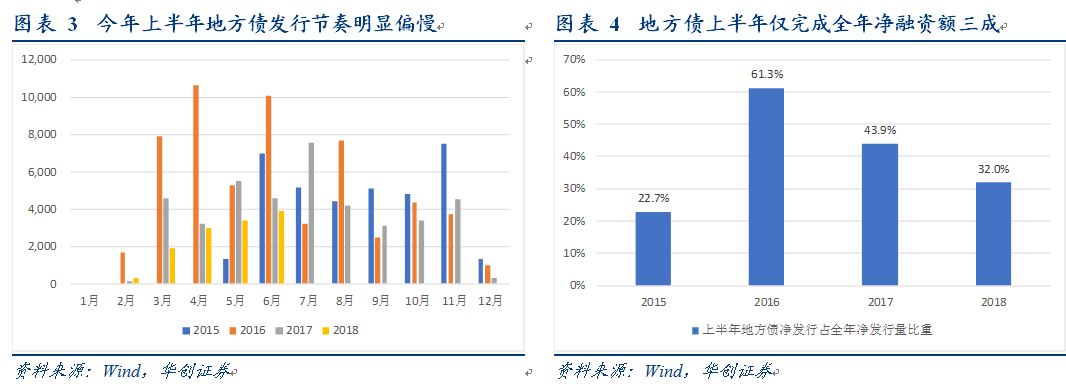 图表 3 今年上半年地方债发行节奏明显偏慢
12,000
10,000
8,000
6,000
4,000
2,000
0
1月 2月 3月 4月 5月 6月 7月 8月 9月 10月 11月 12月
2015 2016 2017 2018
资料来源：Wind，华创证券
图表 4 地方债上半年仅完成全年净融资额三成
70%
60%
50%
40%
30%
20%
10%
0%
22.7% 61.3% 43.9% 32.0%
2015 2016 2017 2018
上半年地方债净发行占全年净发行量比重
资料来源：Wind，华创证券